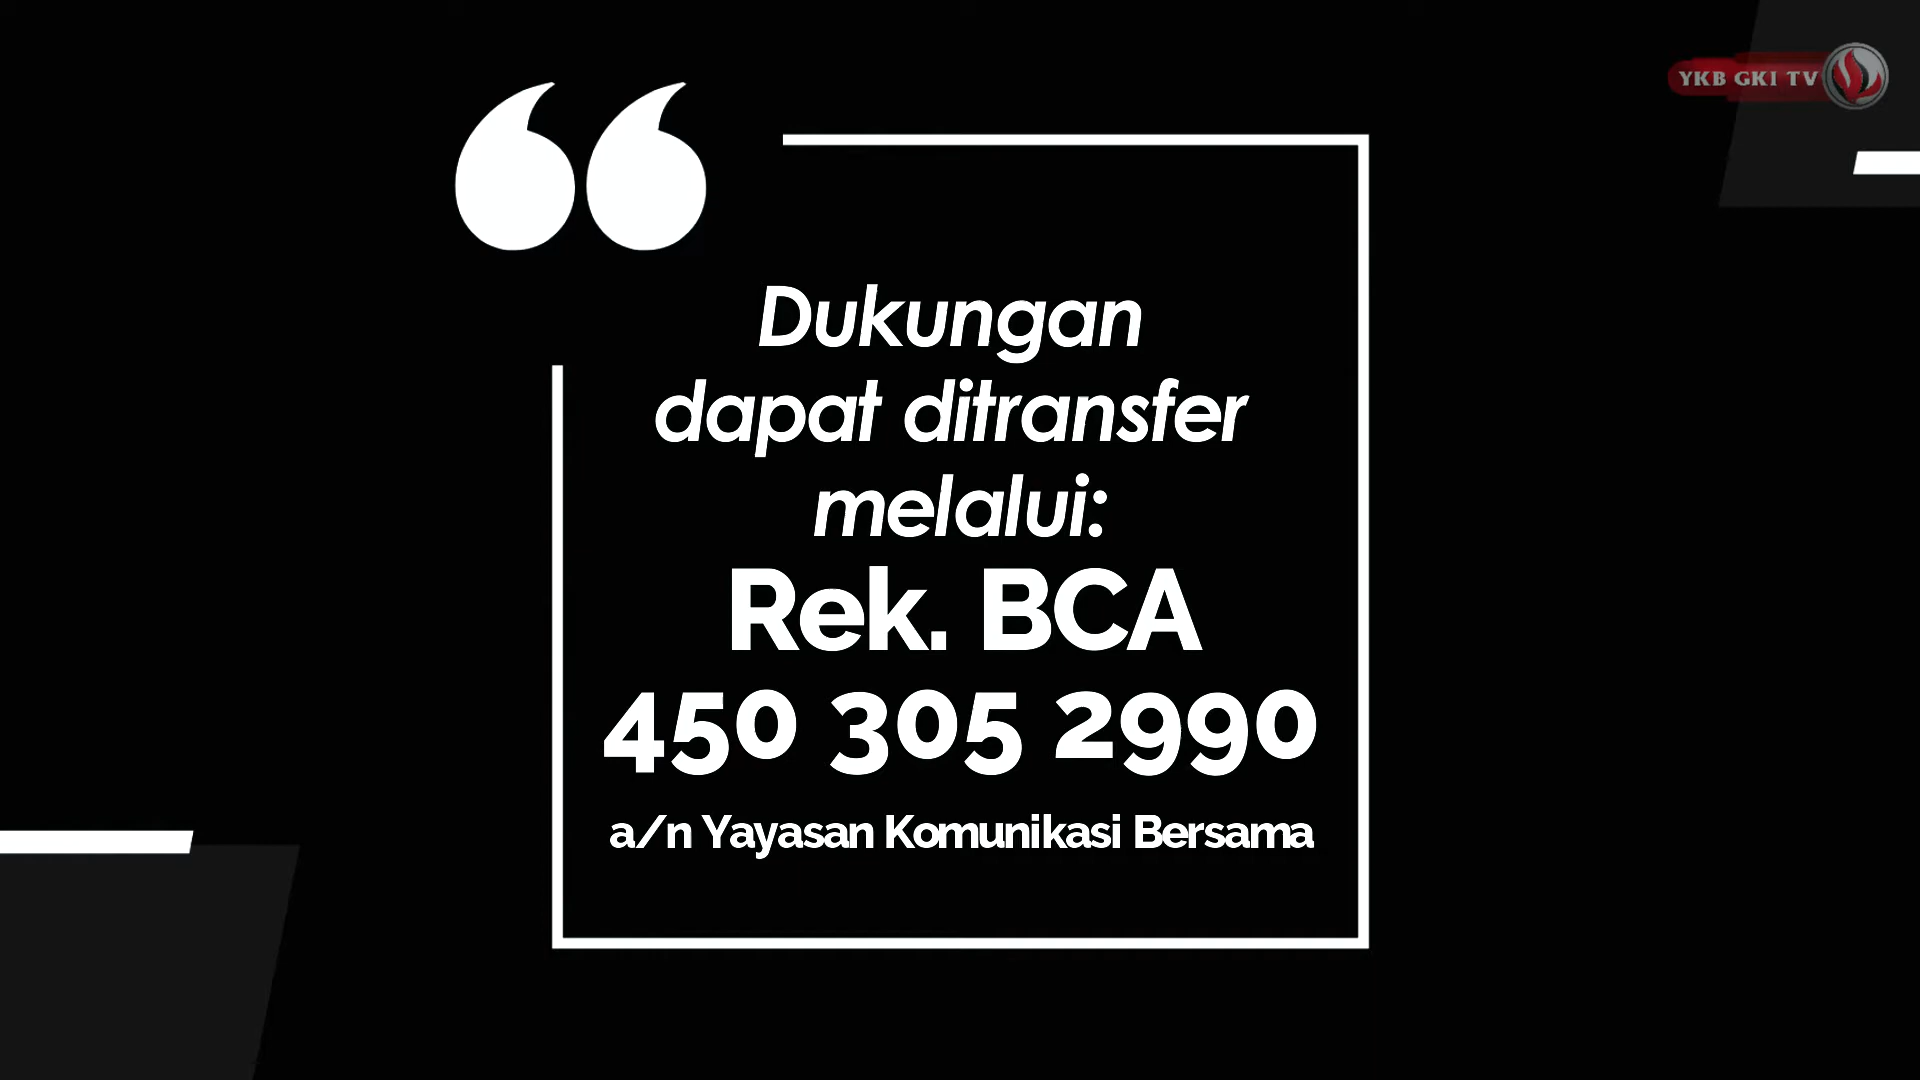 YKB GKI TV
Dukungan
dapat ditransfer
melalui:
Rek. BCA
450 305 2990
a/n Yayasan Komunikasi Bersama